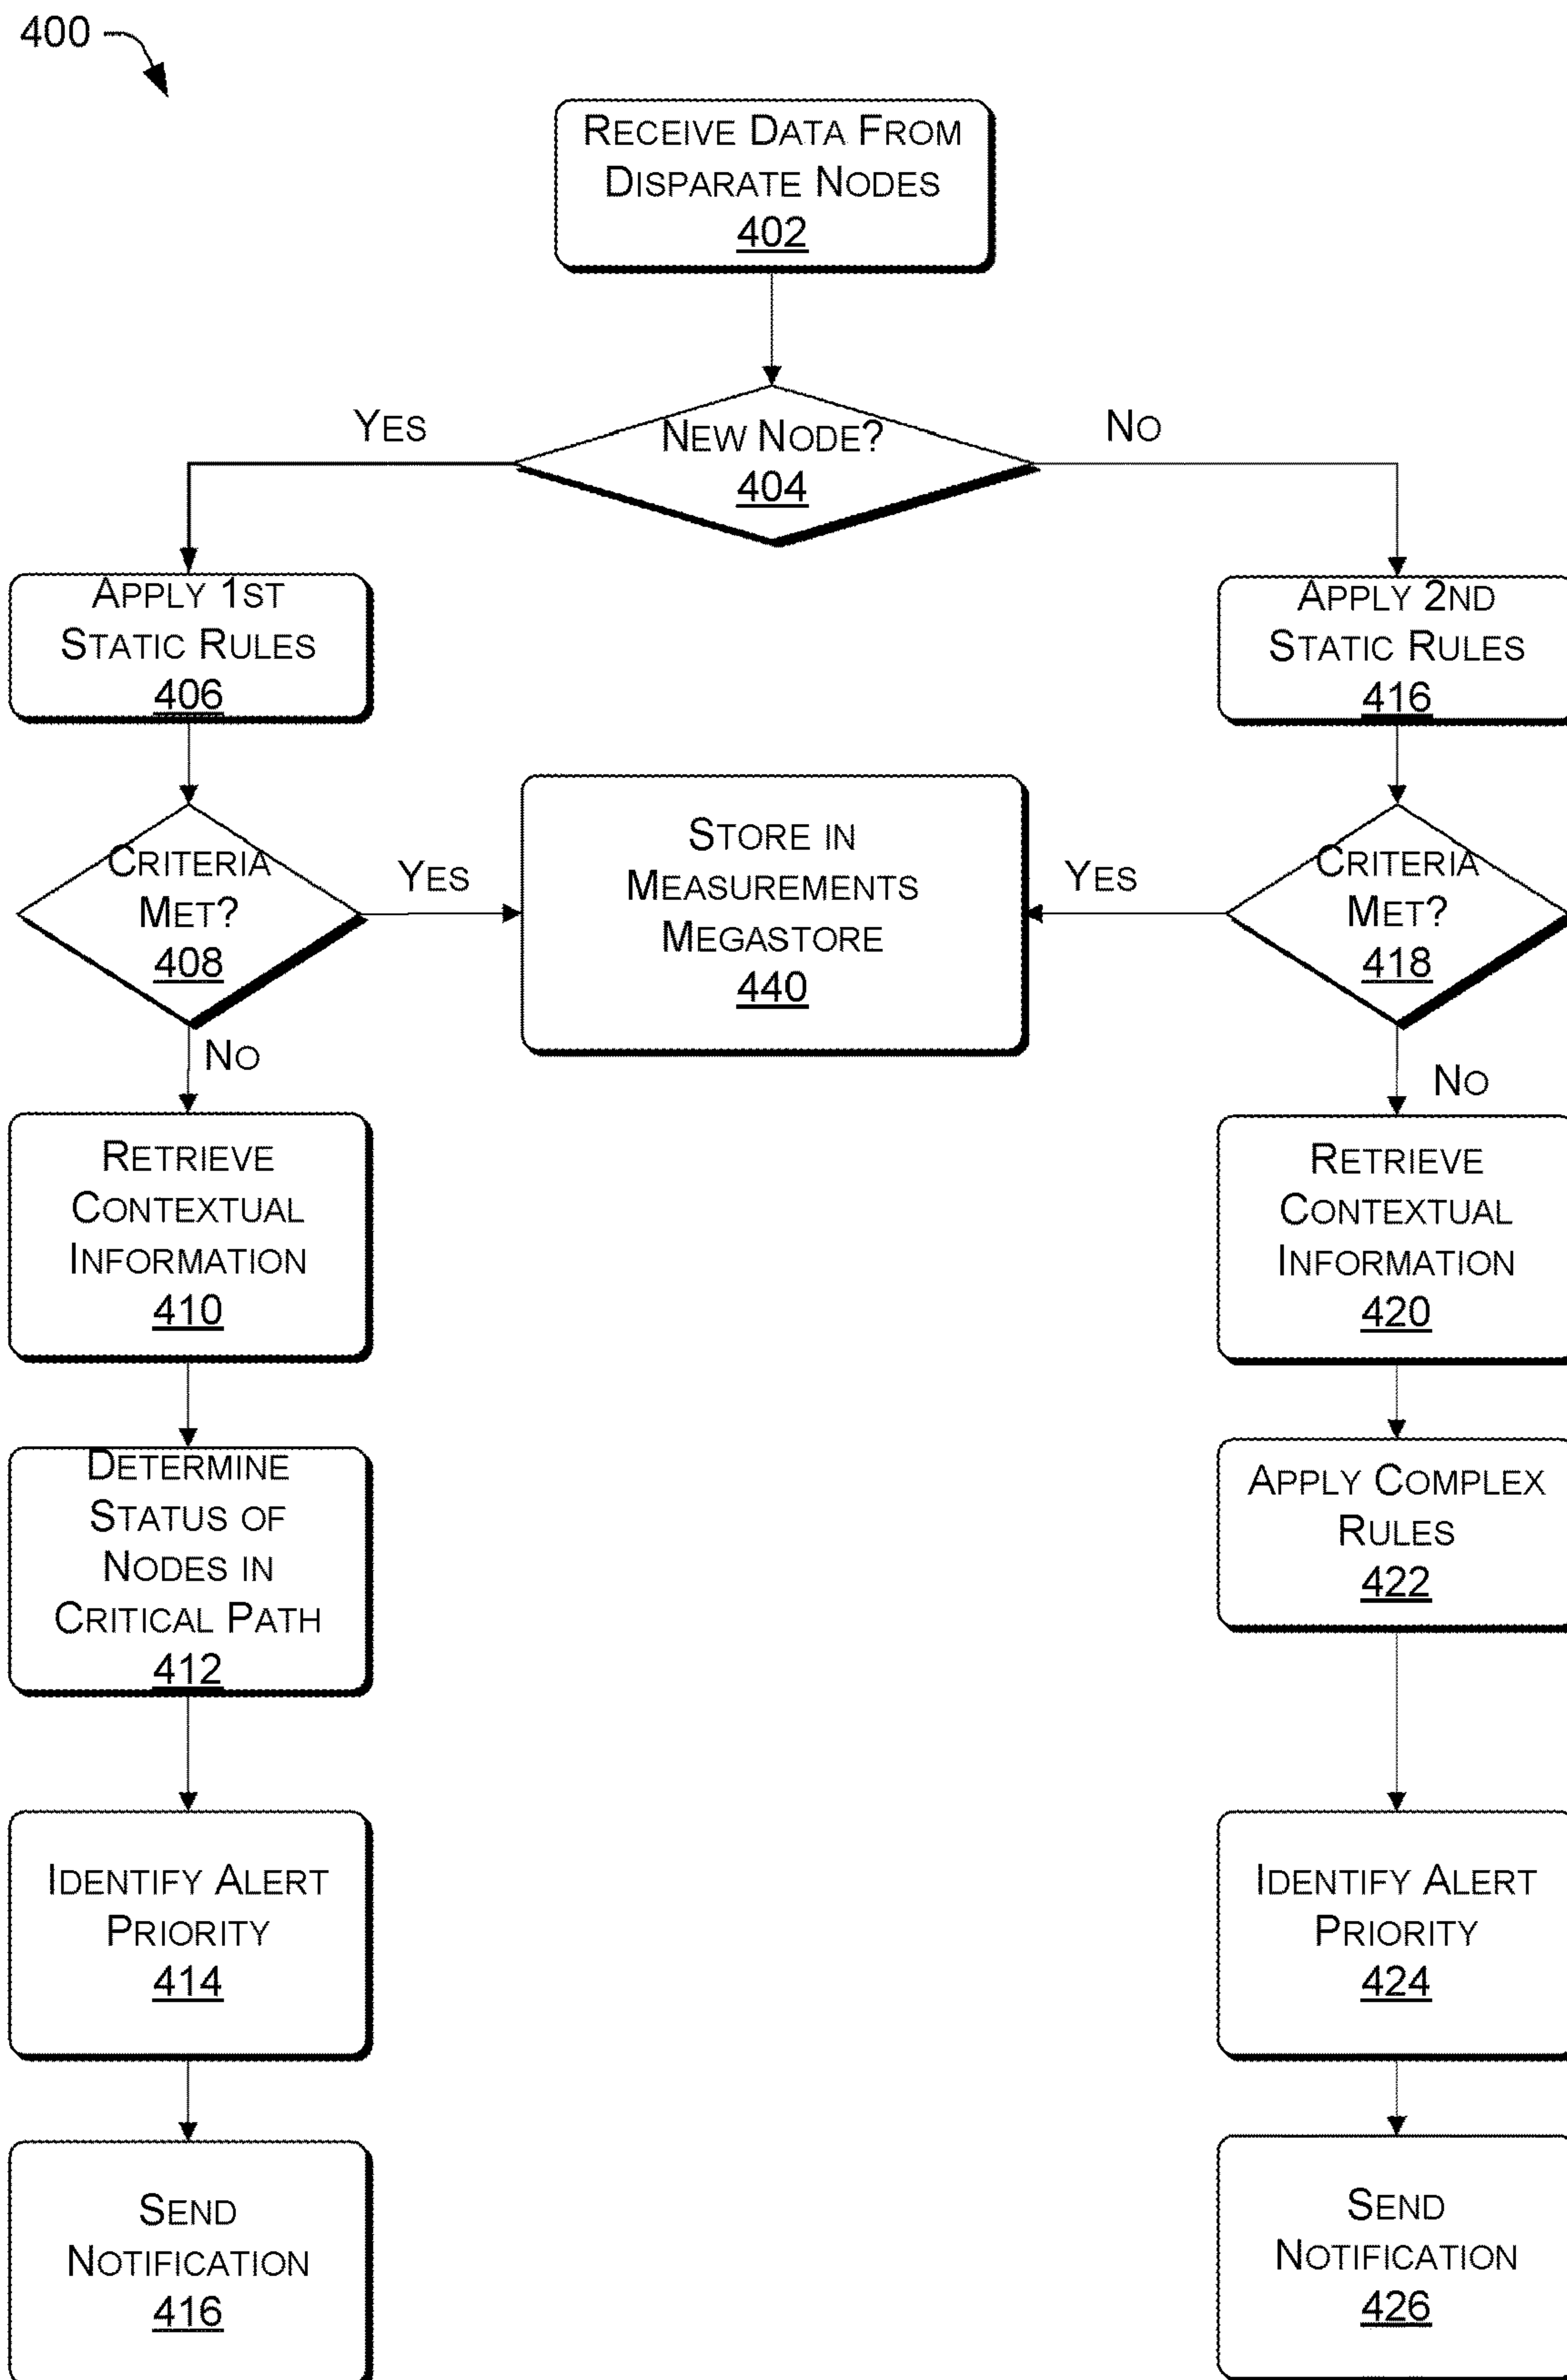 400
RECEIVE DATA FROM
DISPARATE NODES
402
YES
NEW NODE?
404
NO
APPLY 1ST
STATIC RULES
406
APPLY 2ND
STATIC RULES
416
CRITERIA
MET?
408
YES
STORE IN
MEASUREMENTS
MEGASTORE
440
YES
CRITERIA
MET?
418
NO
NO
RETRIEVE
CONTEXTUAL
INFORMATION
410
RETRIEVE
CONTEXTUAL
INFORMATION
420
DETERMINE
STATUS OF
NODES IN
CRITICAL PATH
412
APPLY COMPLEX
RULES
422
IDENTIFY ALERT
PRIORITY
414
IDENTIFY ALERT
PRIORITY
424
SEND
NOTIFICATION
416
SEND
NOTIFICATION
426